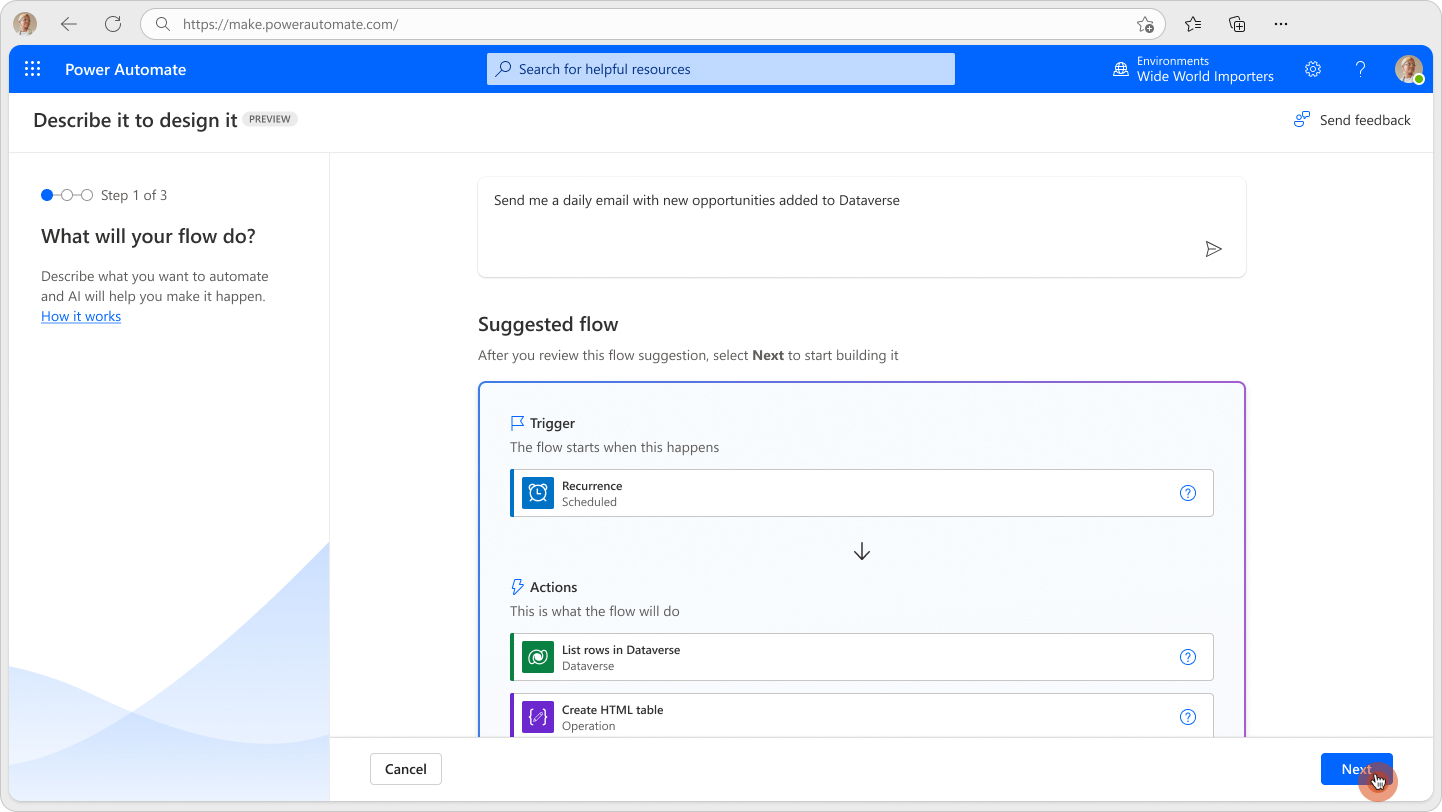 https://make.powerautomate.com/
Power Automate
Search for helpful resources
Environments
Wide World Importers
?
Describe it to design it PREVIEW
Send feedback
Step 1 of 3
What will your flow do?
Describe what you want to automate
and AI will help you make it happen.
How it works
Send me a daily email with new opportunities added to Dataverse
Suggested flow
After you review this flow suggestion, select Next to start building it
Trigger
The flow starts when this happens
Recurrence
Scheduled
?
Actions
This is what the flow will do
List rows in Dataverse
Dataverse
?
Create HTML table
Operation
?
Cancel
Next